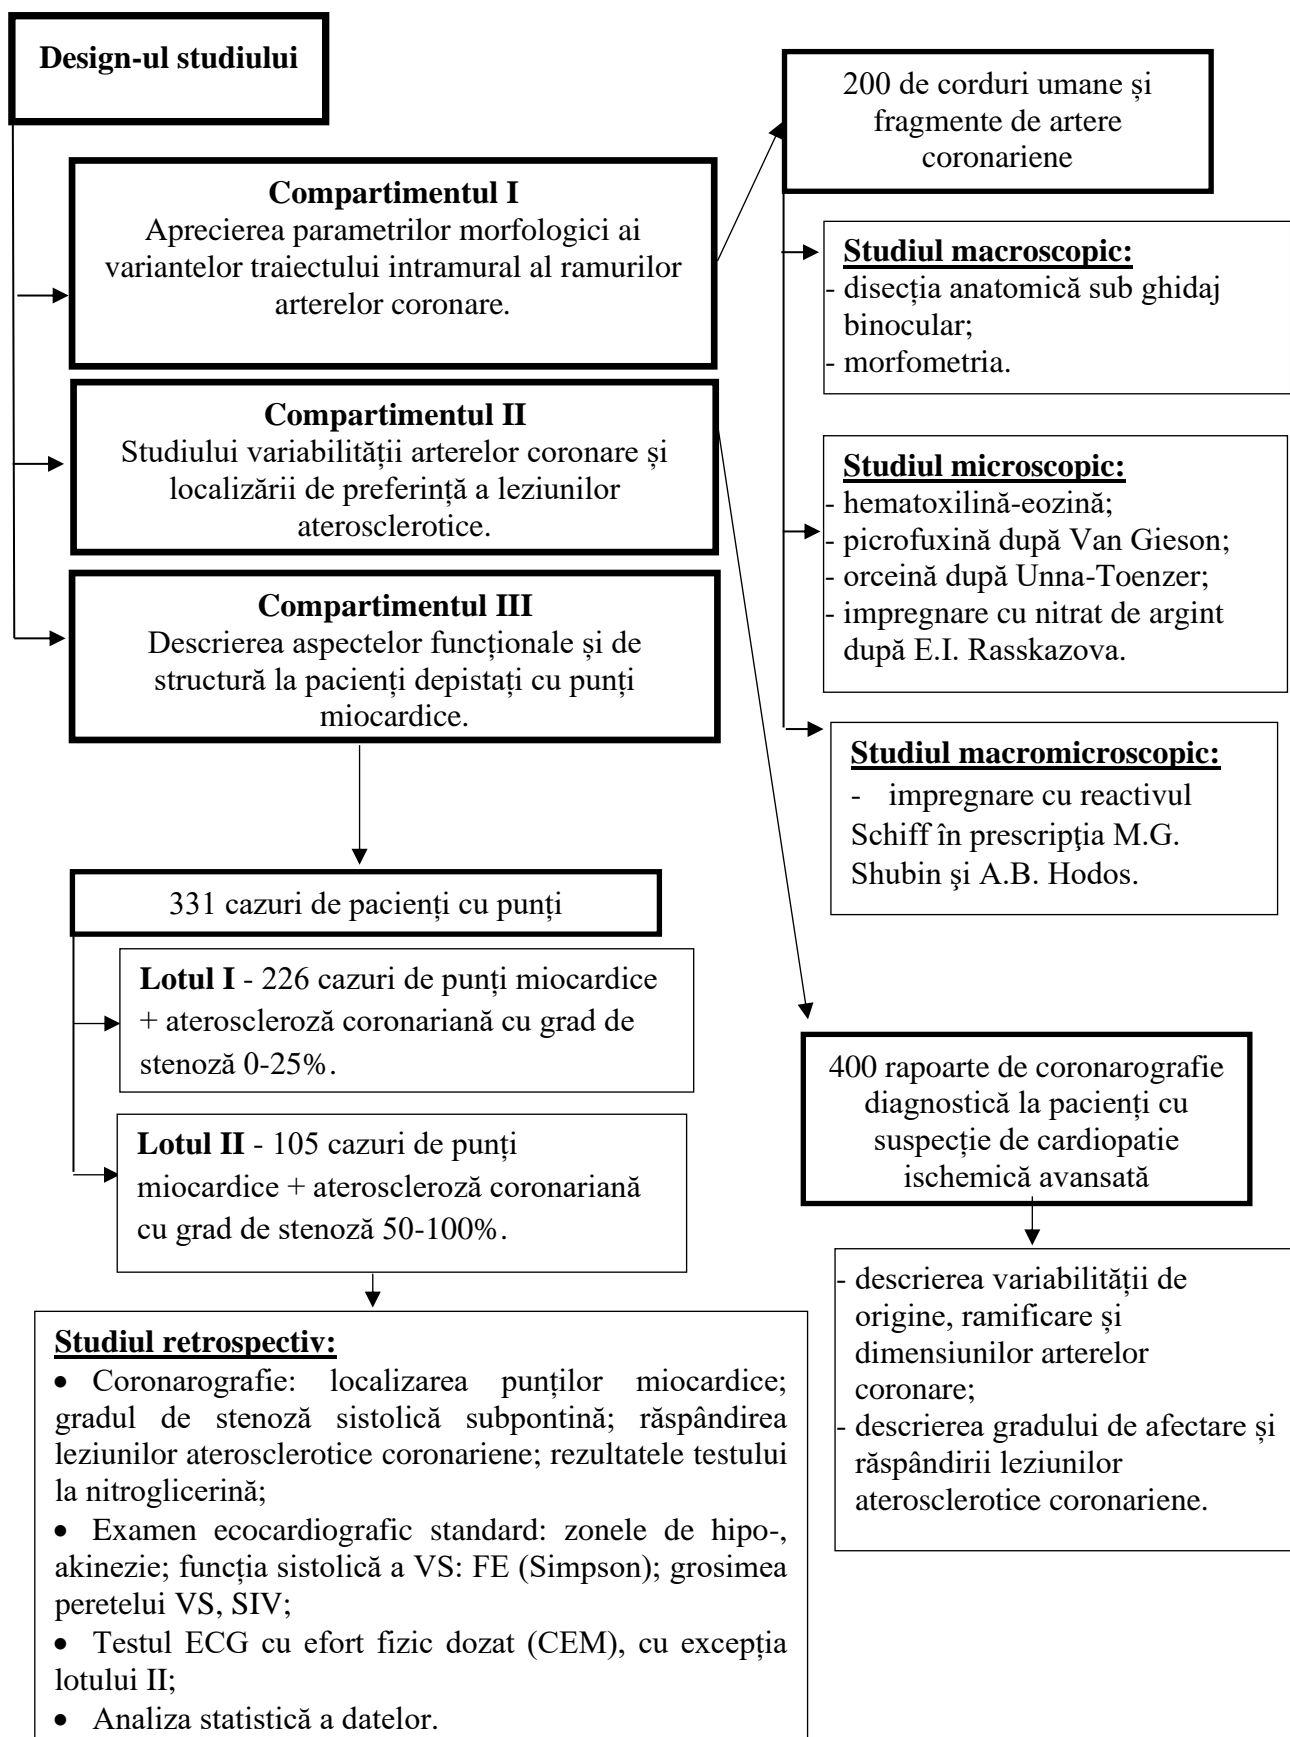 Design-ul studiului
Compartimentul I
Aprecierea parametrilor morfologici ai
variantelor traiectului intramural al ramurilor
arterelor coronare.
Compartimentul II
Studiului variabilității arterelor coronare și
localizării de preferință a leziunilor
aterosclerotice.
Compartimentul III
Descrierea aspectelor funcționale și de
structură la pacienți depistați cu punți
miocardice.
331 cazuri de pacienți cu punți
Lotul I - 226 cazuri de punți miocardice
+ ateroscleroză coronariană cu grad de
stenoză 0-25%.
Lotul II - 105 cazuri de punți
miocardice + ateroscleroză coronariană
cu grad de stenoză 50-100%.
Studiul retrospectiv:
• Coronarografie: localizarea punților miocardice;
gradul de stenoză sistolică subpontină; răspândirea
leziunilor aterosclerotice coronariene; rezultatele testului
la nitroglicerină;
• Examen ecocardiografic standard: zonele de hipo-,
akinezie; funcția sistolică a VS: FE (Simpson); grosimea
peretelui VS, SIV;
• Testul ECG cu efort fizic dozat (CEM), cu excepția
lotului II;
• Analiza statistică a datelor.
200 de corduri umane și
fragmente de artere
coronariene
Studiul macroscopic:
- disecția anatomică sub ghidaj
binocular;
- morfometria.
Studiul microscopic:
- hematoxilină-eozină;
- picrofuxină după Van Gieson;
- orceină după Unna-Toenzer;
- impregnare cu nitrat de argint
după E.I. Rasskazova.
Studiul macromicroscopic:
- impregnare cu reactivul
Schiff în prescripţia M.G.
Shubin şi A.B. Hodos.
400 rapoarte de coronarografie
diagnostică la pacienți cu
suspecție de cardiopatie
ischemică avansată
- descrierea variabilității de
origine, ramificare și
dimensiunilor arterelor
coronare;
- descrierea gradului de afectare și
răspândirii leziunilor
aterosclerotice coronariene.